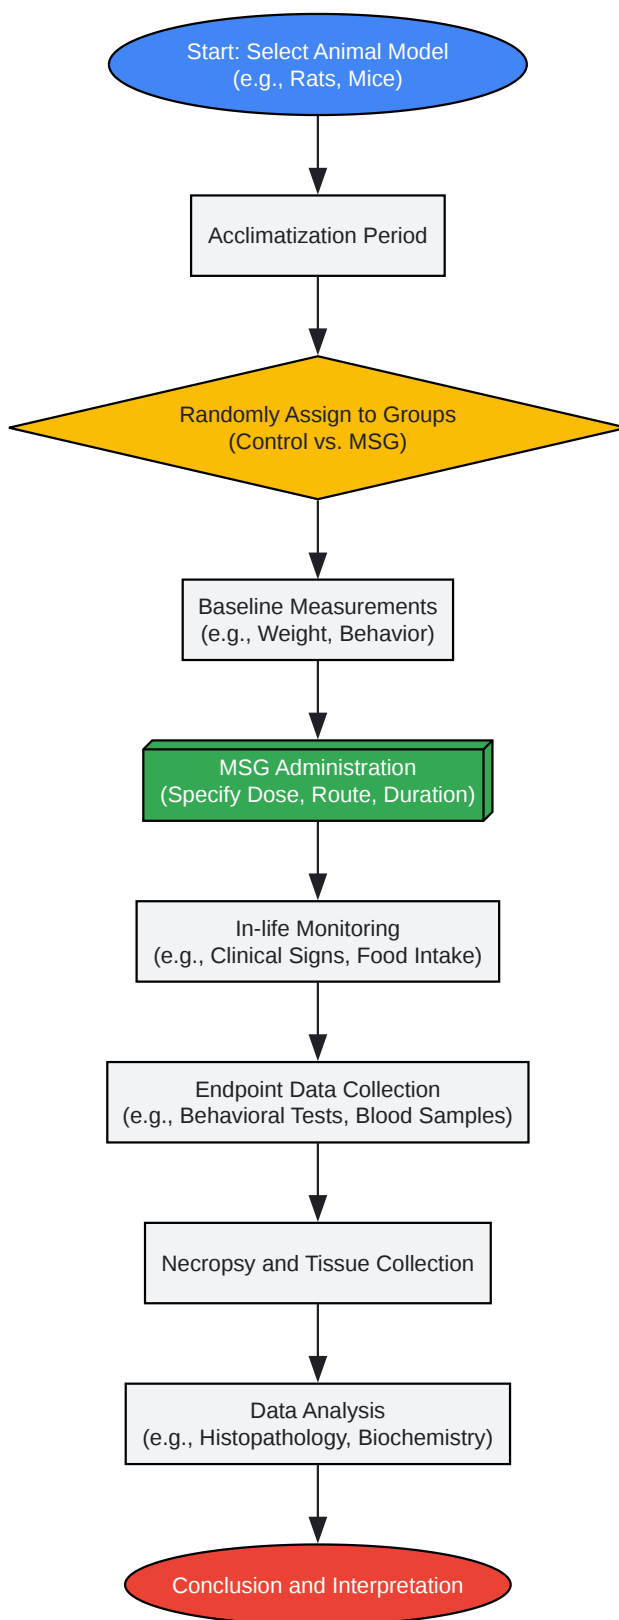 Start: Select Animal Model
(e.g., Rats, Mice)
Acclimatization Period
Randomly Assign to Groups
(Control vs. MSG)
Baseline Measurements
(e.g., Weight, Behavior)
MSG Administration
(Specify Dose, Route, Duration)
In-life Monitoring
(e.g., Clinical Signs, Food Intake)
Endpoint Data Collection
(e.g., Behavioral Tests, Blood Samples)
Necropsy and Tissue Collection
Data Analysis
(e.g., Histopathology, Biochemistry)
Conclusion and Interpretation